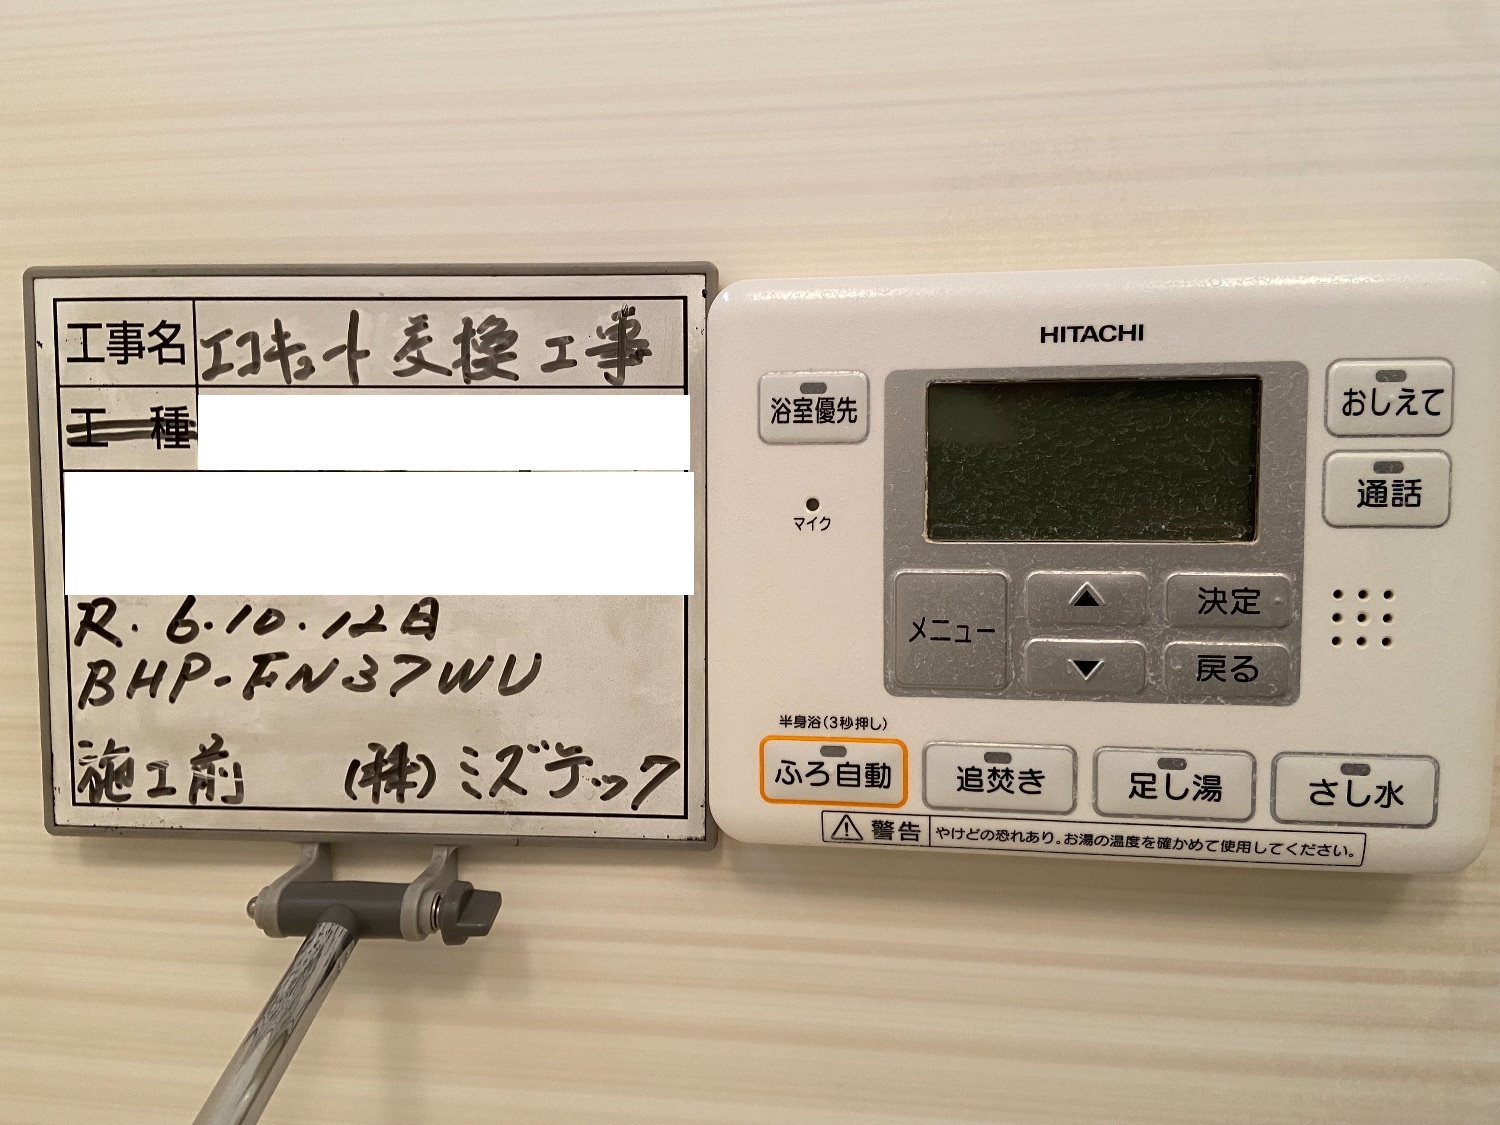 工事名 エコキュート交換工事
工種
R.6.10.12日
BHP-FN37WU
施工前 (株)ミズテック
HITACHI
浴室優先
おしえて
通話
マイク
メニュー
▲
決定
▼
戻る
半身浴(3秒押し)
ふろ自動 追焚き 足し湯 さし水
警告 やけどの恐れあり。お湯の温度を確かめて使用してください。